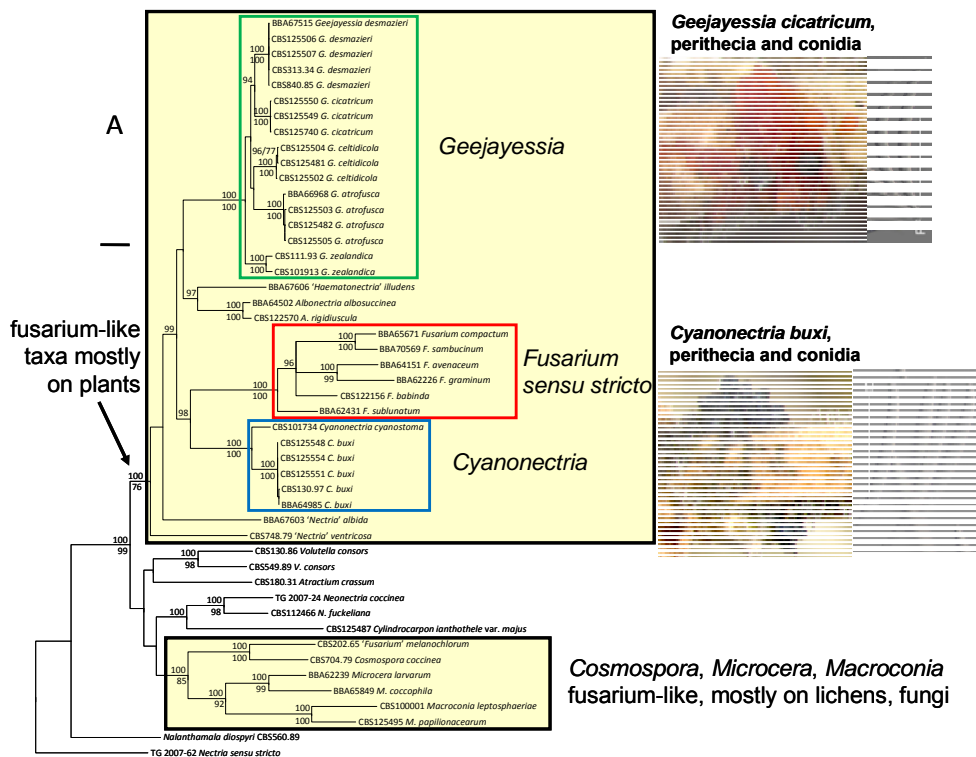 A
fusarium-like
taxa mostly
on plants
BBA67515 Geejayessia desmazieri
CBS125506 G. desmazieri
CBS125507 G. desmazieri
CBS313.34 G. desmazieri
CBS840.85 G. desmazieri
CBS125550 G. cicatricum
CBS125549 G. cicatricum
CBS125740 G. cicatricum
CBS125504 G. celtidicola
CBS125481 G. celtidicola
CBS125502 G. celtidicola
BBA66968 G. atrofusca
CBS125503 G. atrofusca
CBS125482 G. atrofusca
CBS125505 G. atrofusca
CBS111.93 G. zealandica
CBS101913 G. zealandica
100
100
94
100
100
96/77
100
100
100
100
100
100
100
100
Geejayessia
BBA67606 'Haematonectria' illudens
BBA64502 Albonectria albosuccinea
CBS122570 A. rigidiuscula
97
100
100
99
BBA65671 Fusarium compactum
BBA70569 F. sambucinum
BBA64151 F. avenaceum
BBA62226 F. graminum
CBS122156 F. babinda
BBA62431 F. sublunatum
100
100
96
100
99
100
100
98
Fusarium
sensu stricto
CBS101734 Cyanonectria cyanostoma
CBS125548 C. buxi
CBS125554 C. buxi
CBS125551 C. buxi
CBS130.97 C. buxi
BBA64985 C. buxi
100
100
100
100
Cyanonectria
BBA67603 'Nectria' albida
CBS748.79 'Nectria' ventricosa
100
76
CBS130.86 Volutella consors
CBS549.89 V. consors
CBS180.31 Atractium crassum
TG 2007-24 Neonectria coccinea
CBS112466 N. fuckeliana
CBS125487 Cylindrocarpon ianthothele var. majus
100
99
100
98
100
100
98
CBS202.65 'Fusarium' melanochlorum
CBS704.79 Cosmospora coccinea
BBA62239 Microcera larvarum
BBA65849 M. coccophila
CBS100001 Macroconia leptosphaeriae
CBS125495 M. papilionacearum
100
100
100
85
100
99
100
92
100
100
Nalanthamala diospyri CBS560.89
TG 2007-62 Nectria sensu stricto
Geejayessia cicatricum,
perithecia and conidia
Cyanonectria buxi,
perithecia and conidia
Cosmospora, Microcera, Macroconia
fusarium-like, mostly on lichens, fungi